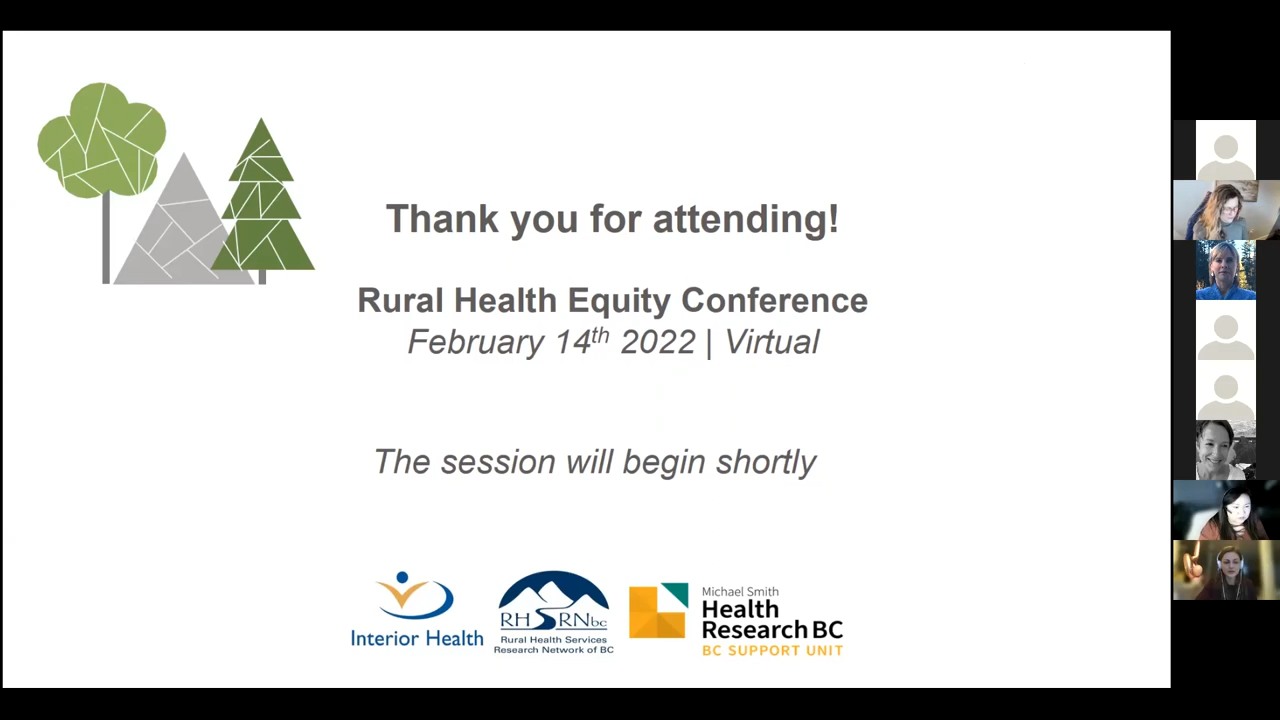 Thank you for attending!
Rural Health Equity Conference
February 14th 2022 | Virtual
The session will begin shortly
Interior Health
RHSRNbc
Rural Health Services
Research Network of BC
Michael Smith
Health
Research BC
BC SUPPORT UNIT